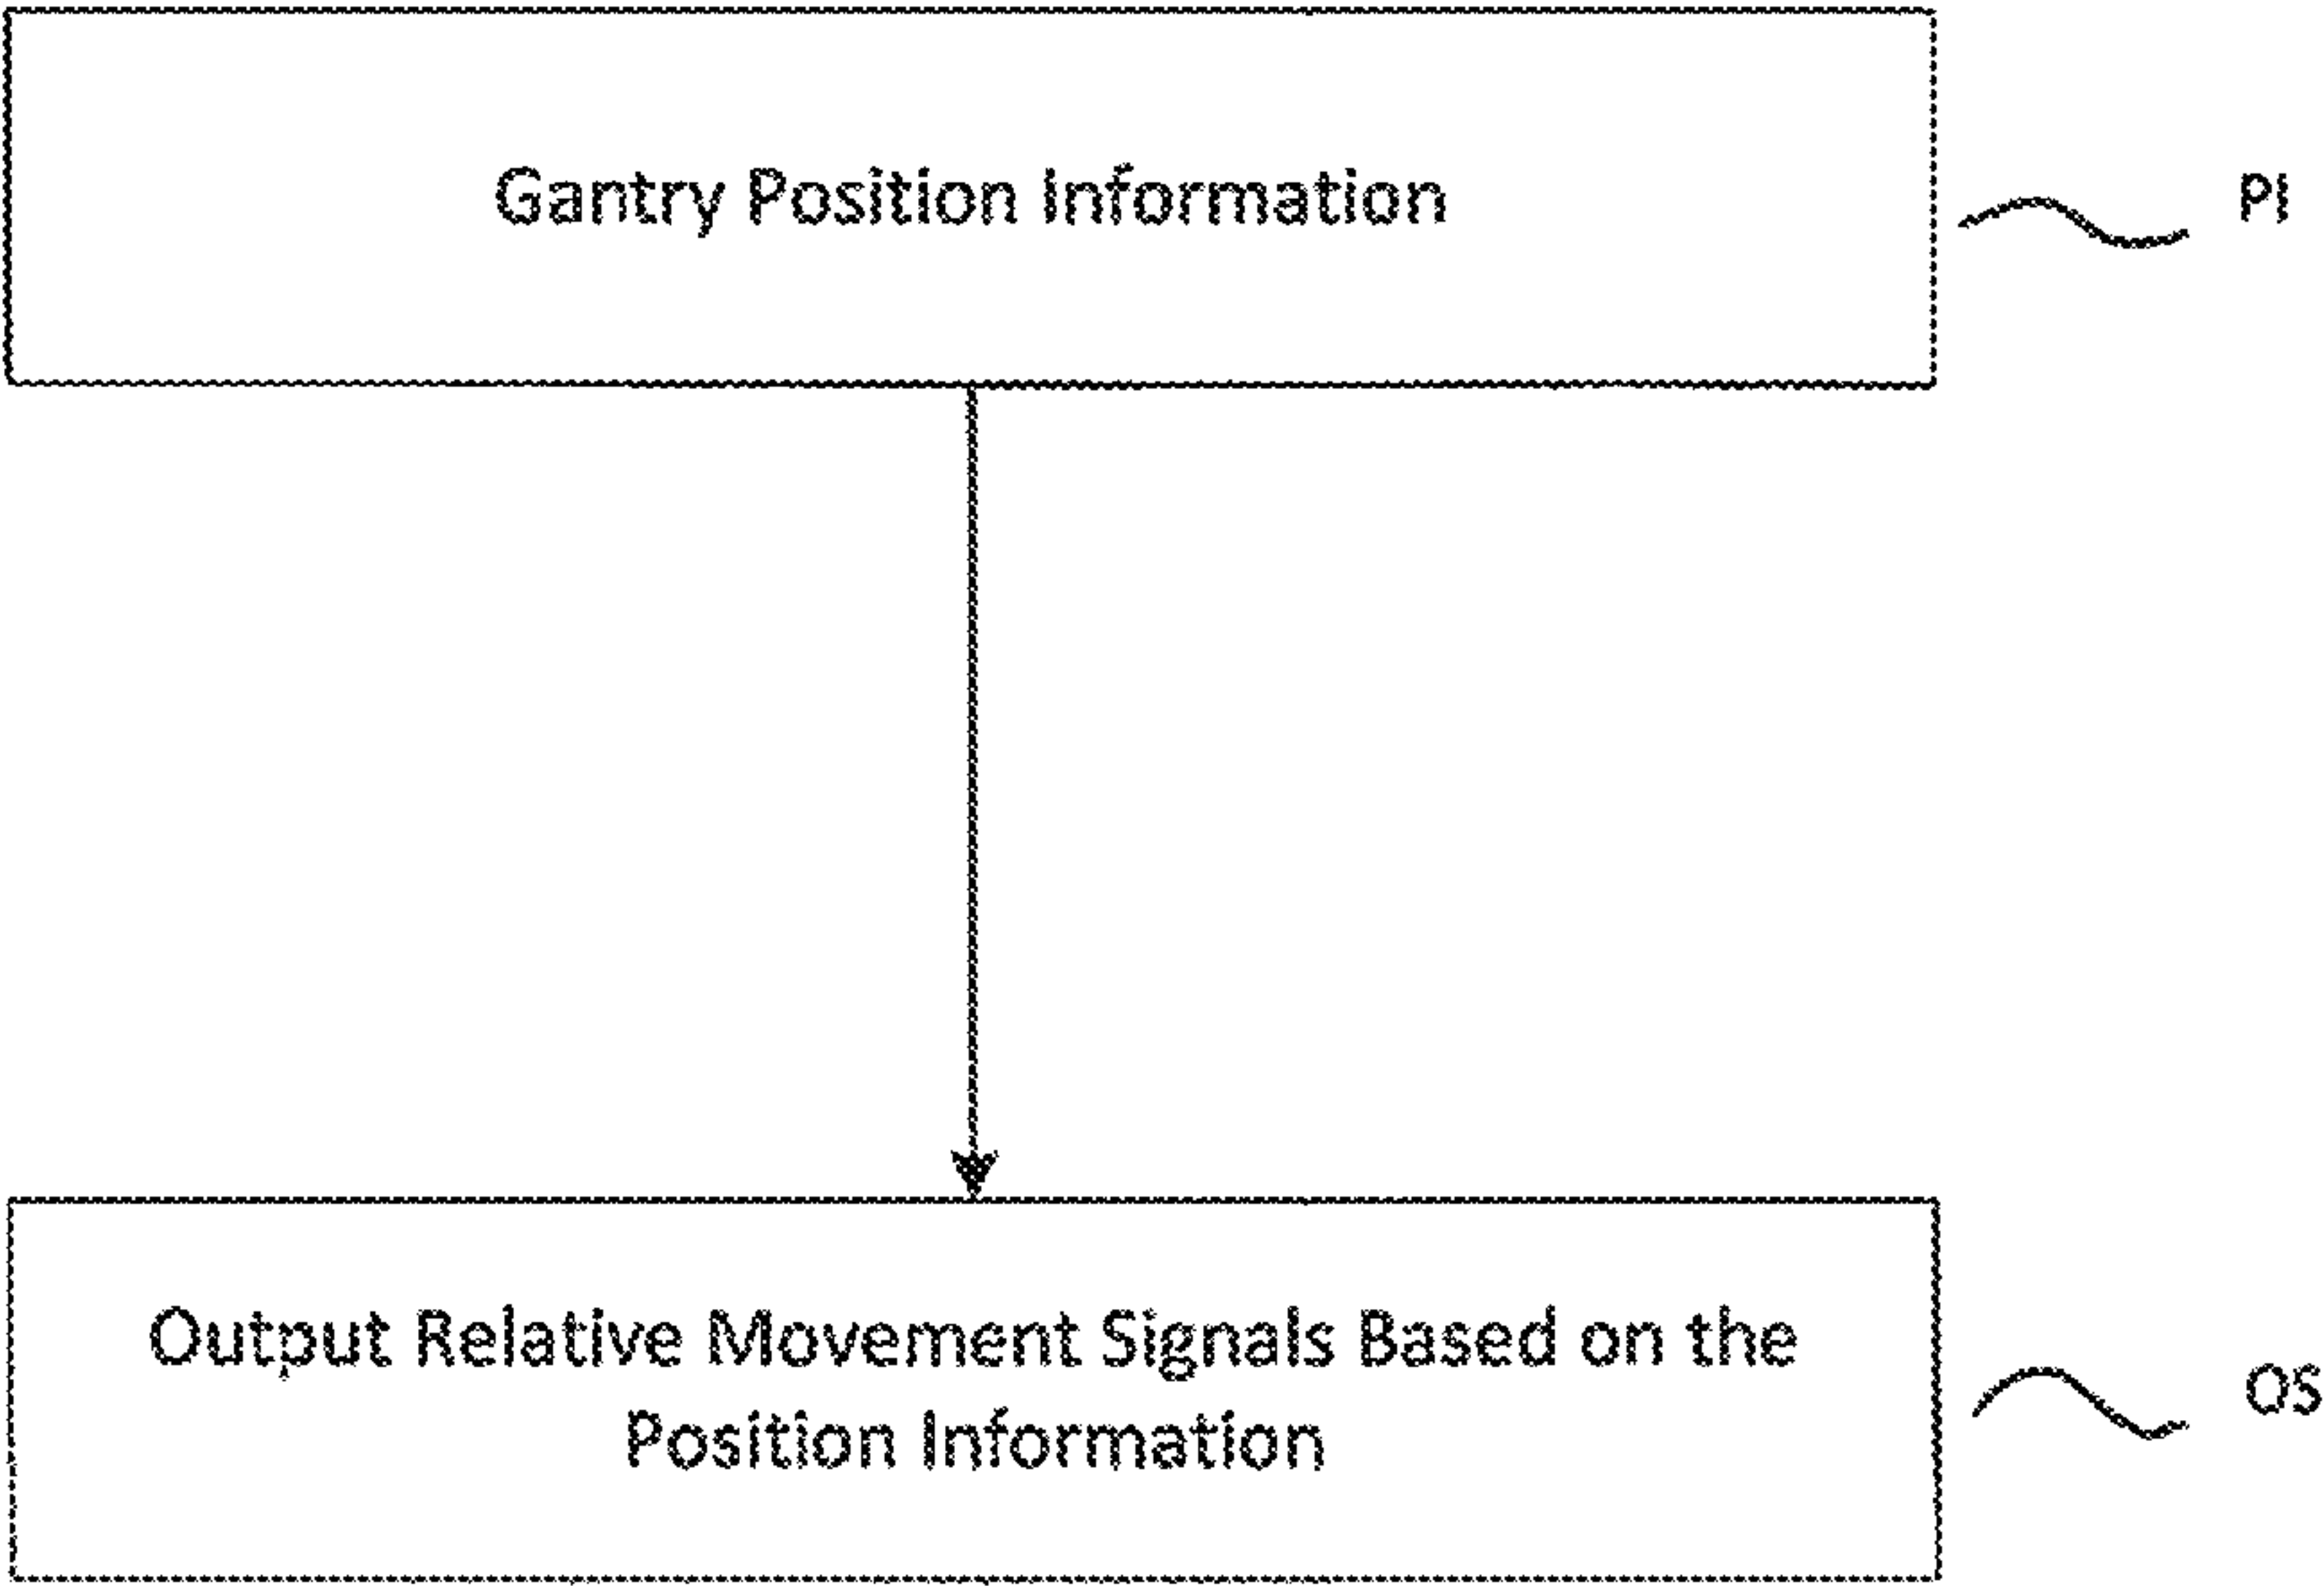 Gantry Position Information
PI
Output Relative Movement Signals Based on the
Position Information
OS